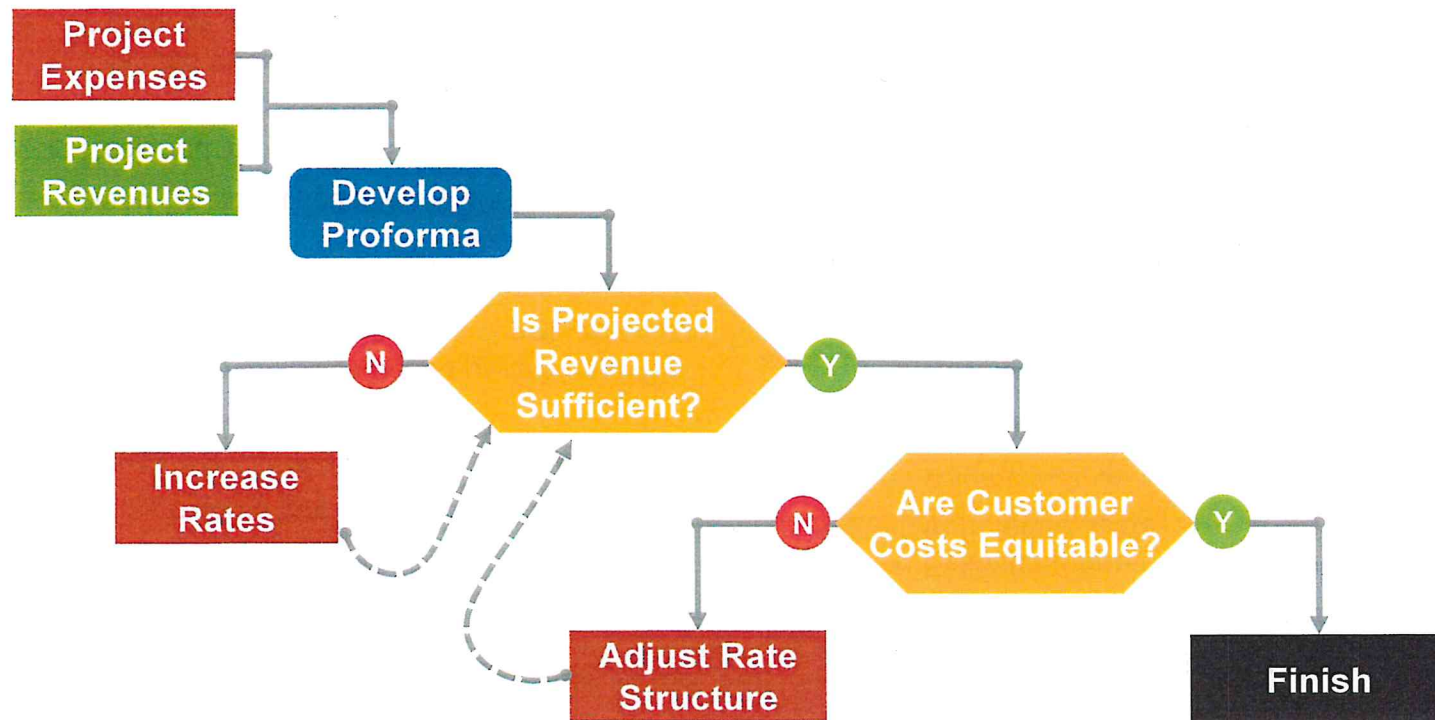 Project
Expenses
Project
Revenues
Develop
Proforma
Is Projected
Revenue
Sufficient?
N
Y
Increase
Rates
Are Customer
Costs Equitable?
N
Y
Adjust Rate
Structure
Finish